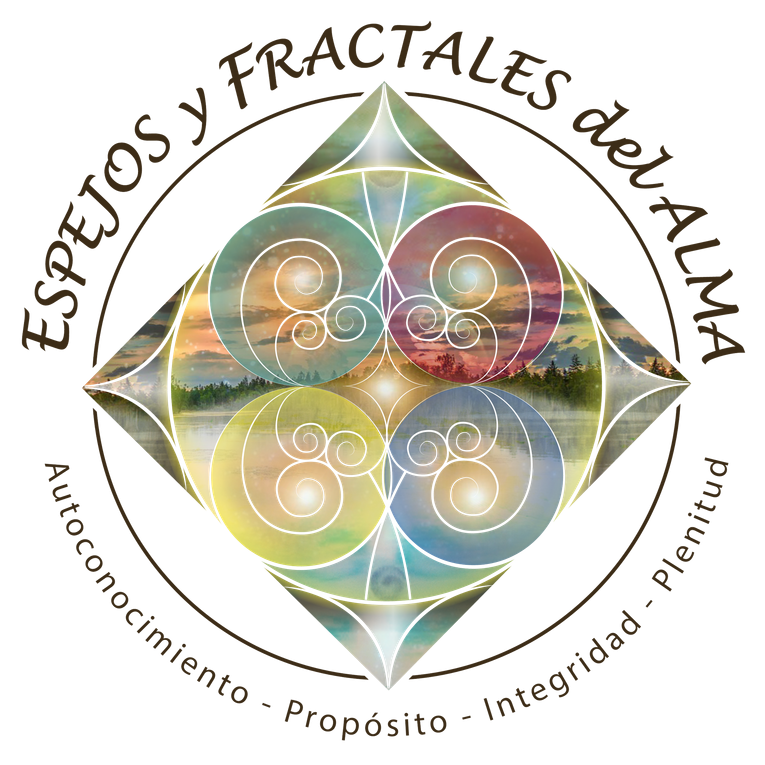 ESPEJOS y FRACTALES del ALMA
Autoconocimiento - Propósito - Integridad - Plenitud